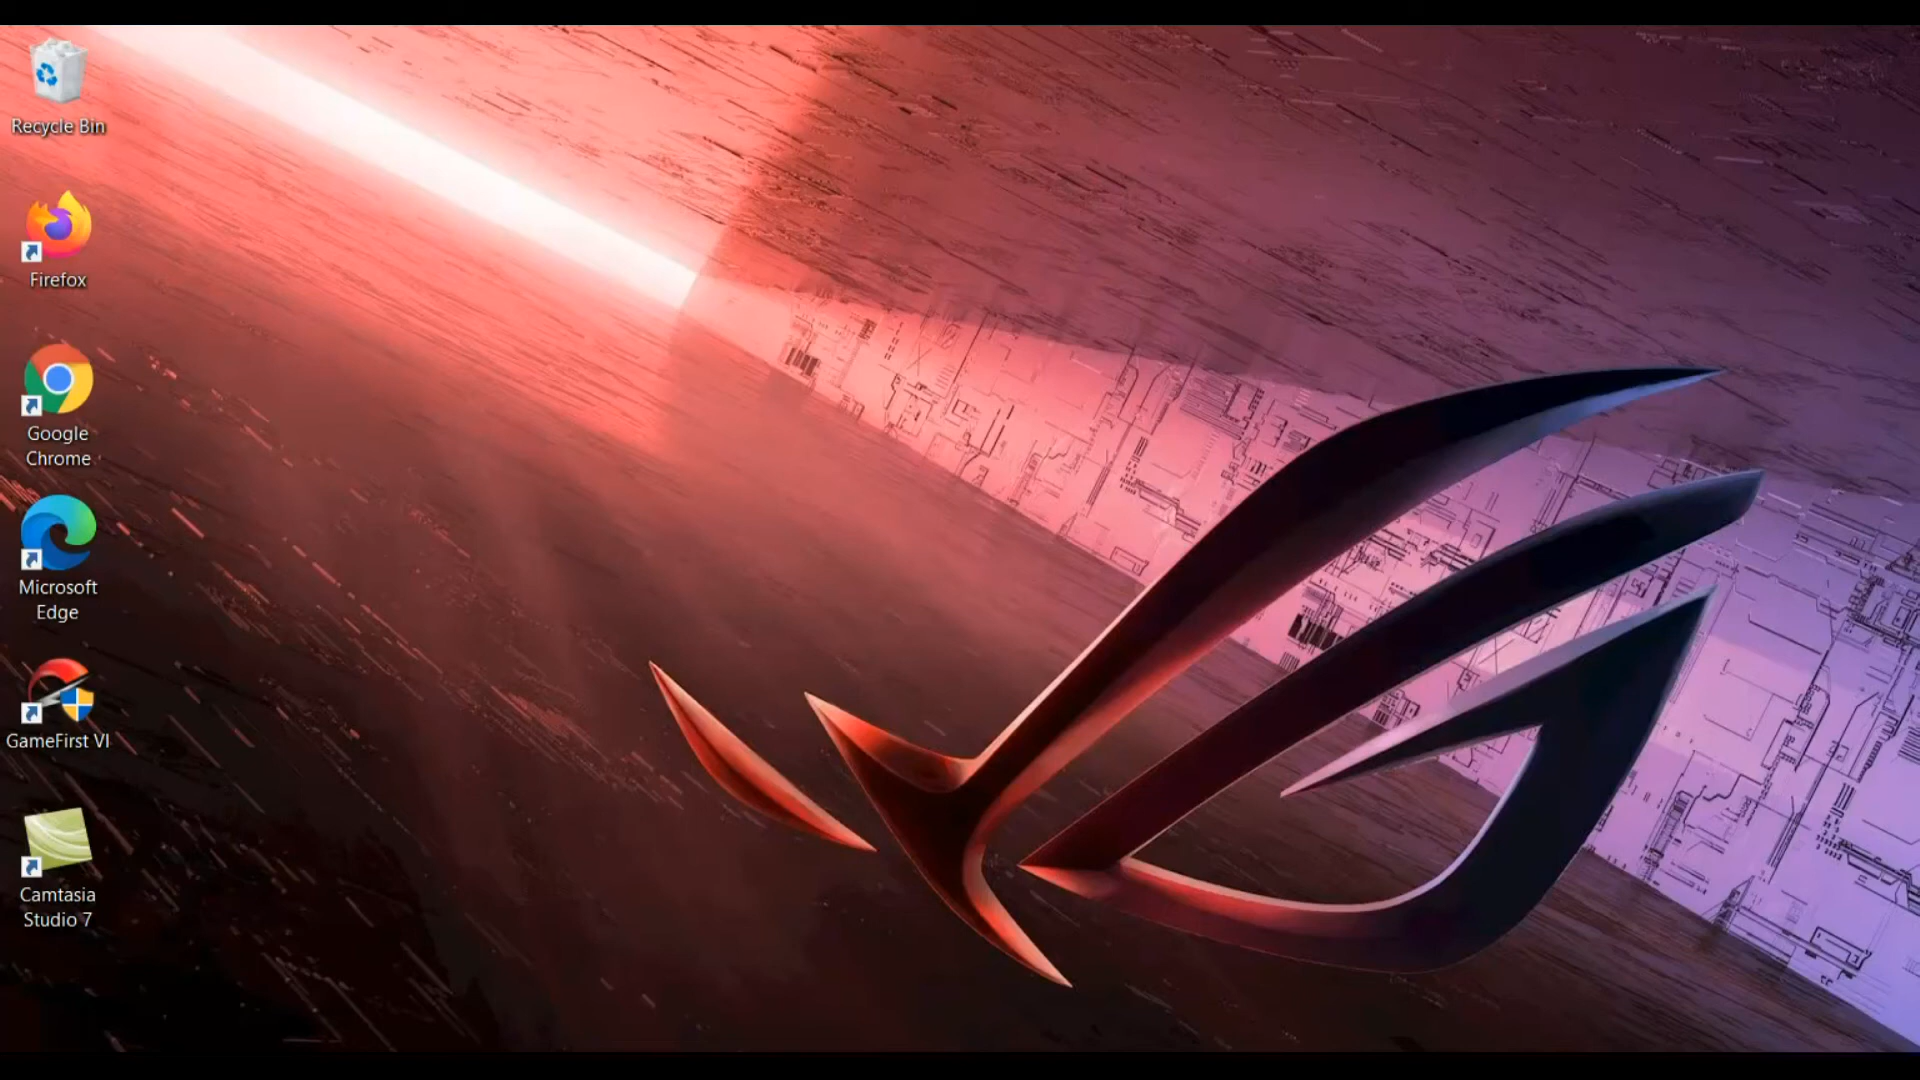 Recycle Bin
Firefox
Google
Chrome
Microsoft
Edge
GameFirst VI
Camtasia
Studio 7